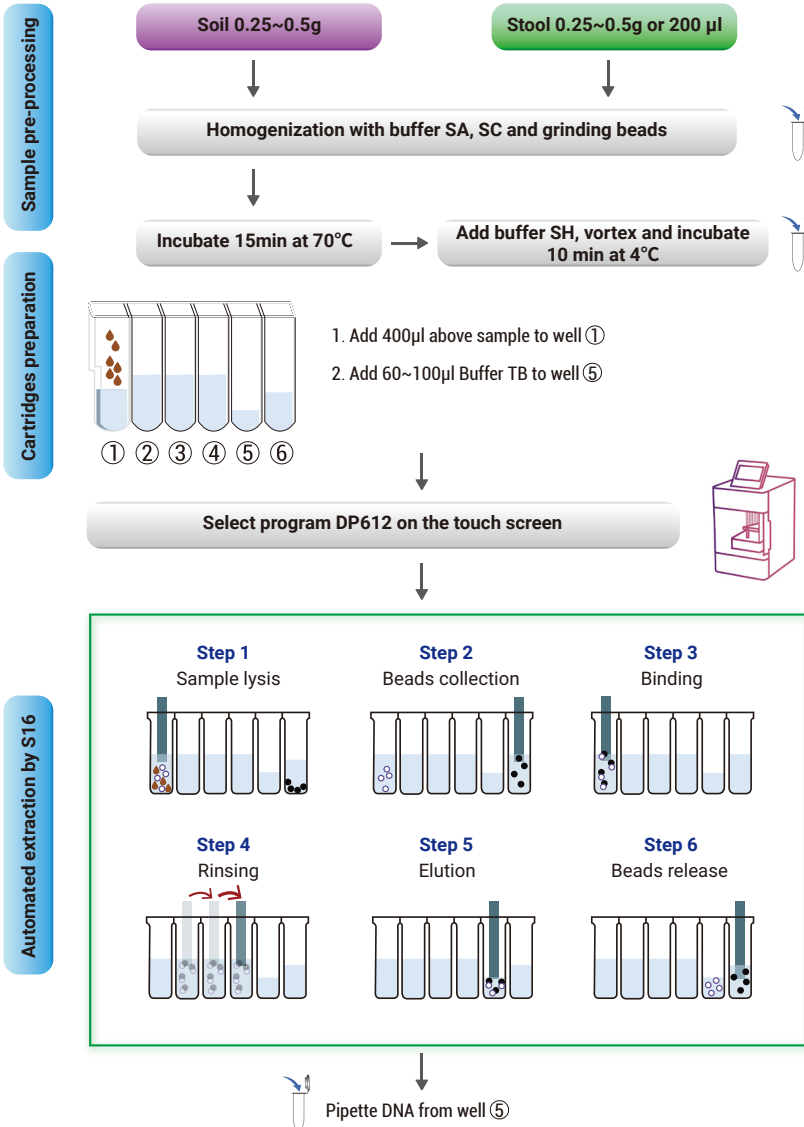 Sample pre-processing
Soil 0.25~0.5g
Stool 0.25~0.5g or 200 µl
Homogenization with buffer SA, SC and grinding beads
Incubate 15min at 70℃
Add buffer SH, vortex and incubate
10 min at 4℃
Cartridges preparation
1. Add 400µl above sample to well ①
2. Add 60~100µl Buffer TB to well ⑤
① ② ③ ④ ⑤ ⑥
Select program DP612 on the touch screen
Automated extraction by S16
Step 1
Sample lysis
Step 2
Beads collection
Step 3
Binding
Step 4
Rinsing
Step 5
Elution
Step 6
Beads release
Pipette DNA from well ⑤